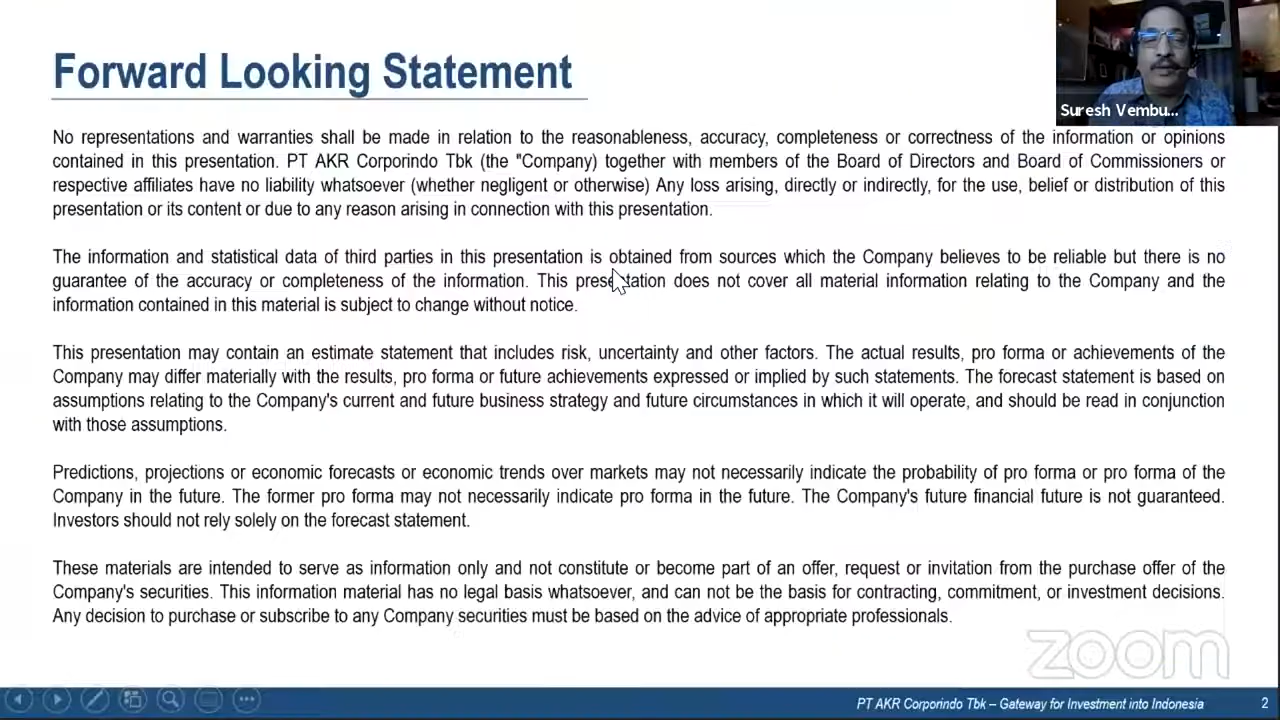 Forward Looking Statement
Suresh Vembu...
No representations and warranties shall be made in relation to the reasonableness, accuracy, completeness or correctness of the information or opinions
contained in this presentation. PT AKR Corporindo Tbk (the "Company) together with members of the Board of Directors and Board of Commissioners or
respective affiliates have no liability whatsoever (whether negligent or otherwise) Any loss arising, directly or indirectly, for the use, belief or distribution of this
presentation or its content or due to any reason arising in connection with this presentation.
The information and statistical data of third parties in this presentation is obtained from sources which the Company believes to be reliable but there is no
guarantee of the accuracy or completeness of the information. This presentation does not cover all material information relating to the Company and the
information contained in this material is subject to change without notice.
This presentation may contain an estimate statement that includes risk, uncertainty and other factors. The actual results, pro forma or achievements of the
Company may differ materially with the results, pro forma or future achievements expressed or implied by such statements. The forecast statement is based on
assumptions relating to the Company's current and future business strategy and future circumstances in which it will operate, and should be read in conjunction
with those assumptions.
Predictions, projections or economic forecasts or economic trends over markets may not necessarily indicate the probability of pro forma or pro forma of the
Company in the future. The former pro forma may not necessarily indicate pro forma in the future. The Company's future financial future is not guaranteed.
Investors should not rely solely on the forecast statement.
These materials are intended to serve as information only and not constitute or become part of an offer, request or invitation from the purchase offer of the
Company's securities. This information material has no legal basis whatsoever, and can not be the basis for contracting, commitment, or investment decisions.
Any decision to purchase or subscribe to any Company securities must be based on the advice of appropriate professionals.
zoom
PT AKR Corporindo Tbk – Gateway for Investment into Indonesia 2